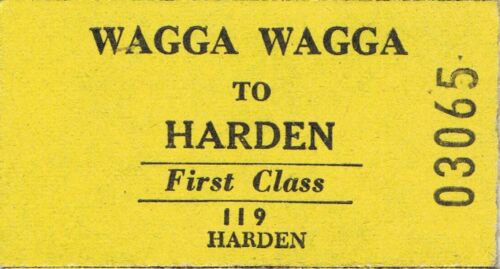 WAGGA WAGGA
TO
HARDEN
First Class
119
HARDEN
03065